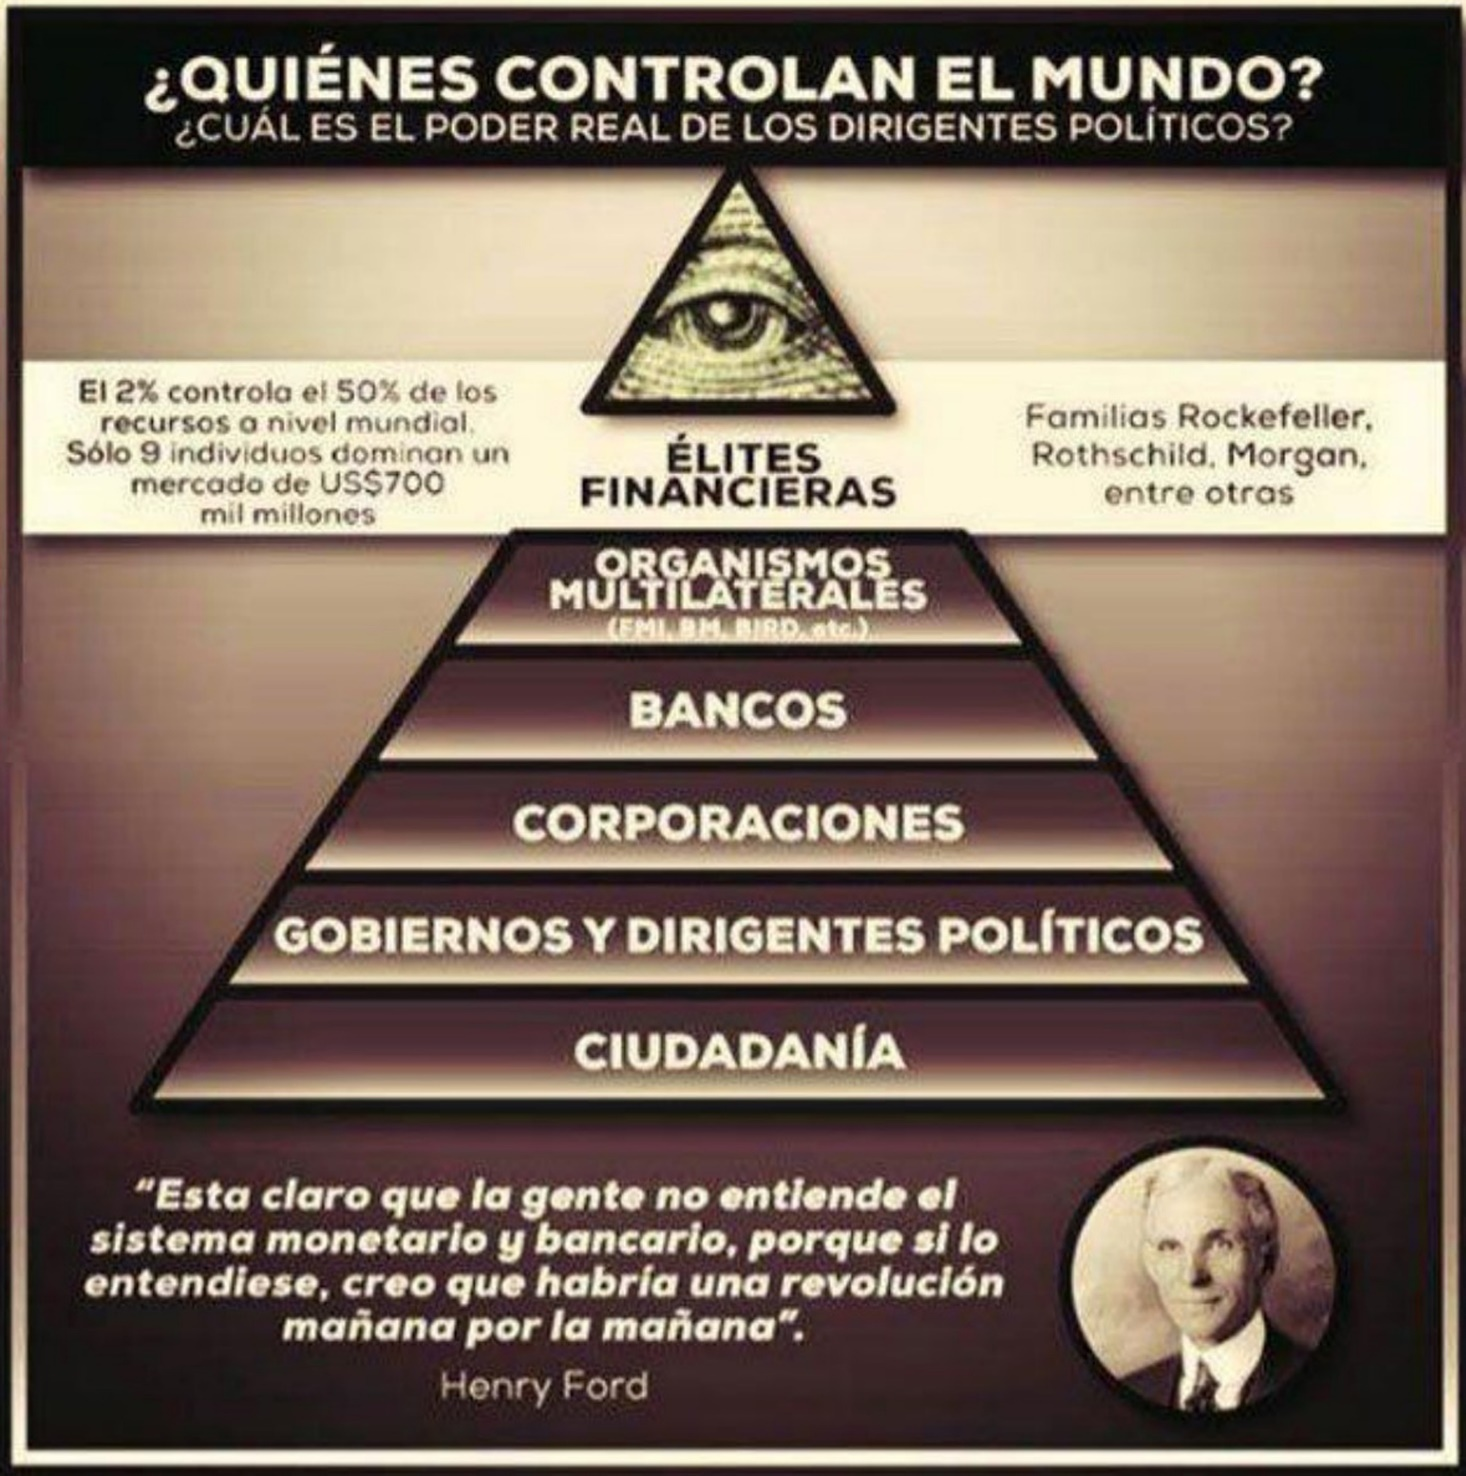 ¿QUIÉNES CONTROLAN EL MUNDO?
¿CUÁL ES EL PODER REAL DE LOS DIRIGENTES POLÍTICOS?
El 2% controla el 50% de los
recursos a nivel mundial.
Sólo 9 individuos dominan un
mercado de US$700
mil millones
ÉLITES
FINANCIERAS
Familias Rockefeller,
Rothschild, Morgan,
entre otras
ORGANISMOS
MULTILATERALES
(FMI, BM, BIRD, etc.)
BANCOS
CORPORACIONES
GOBIERNOS Y DIRIGENTES POLÍTICOS
CIUDADANÍA
"Esta claro que la gente no entiende el
sistema monetario y bancario, porque si lo
entendiese, creo que habría una revolución
mañana por la mañana".
Henry Ford